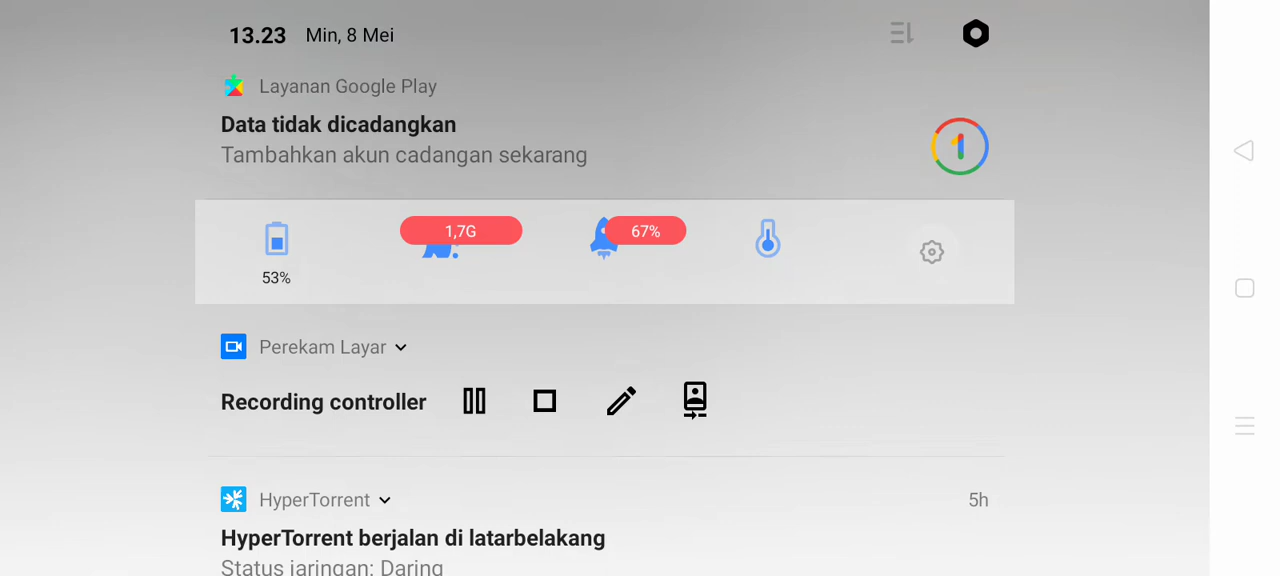 13.23 Min, 8 Mei
Layanan Google Play
Data tidak dicadangkan
Tambahkan akun cadangan sekarang
1,7G 67%
53%
Perekam Layar
Recording controller
HyperTorrent 5h
HyperTorrent berjalan di latarbelakang
Status jaringan: Daring